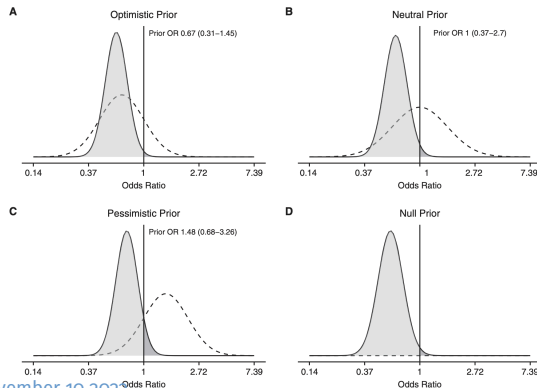 A
Optimistic Prior
Prior OR 0.67 (0.31–1.45)
0.14 0.37 1 2.72 7.39
Odds Ratio
B
Neutral Prior
Prior OR 1 (0.37–2.7)
0.14 0.37 1 2.72 7.39
Odds Ratio
C
Pessimistic Prior
Prior OR 1.48 (0.68–3.26)
0.14 0.37 1 2.72 7.39
Odds Ratio
D
Null Prior
0.14 0.37 1 2.72 7.39
Odds Ratio